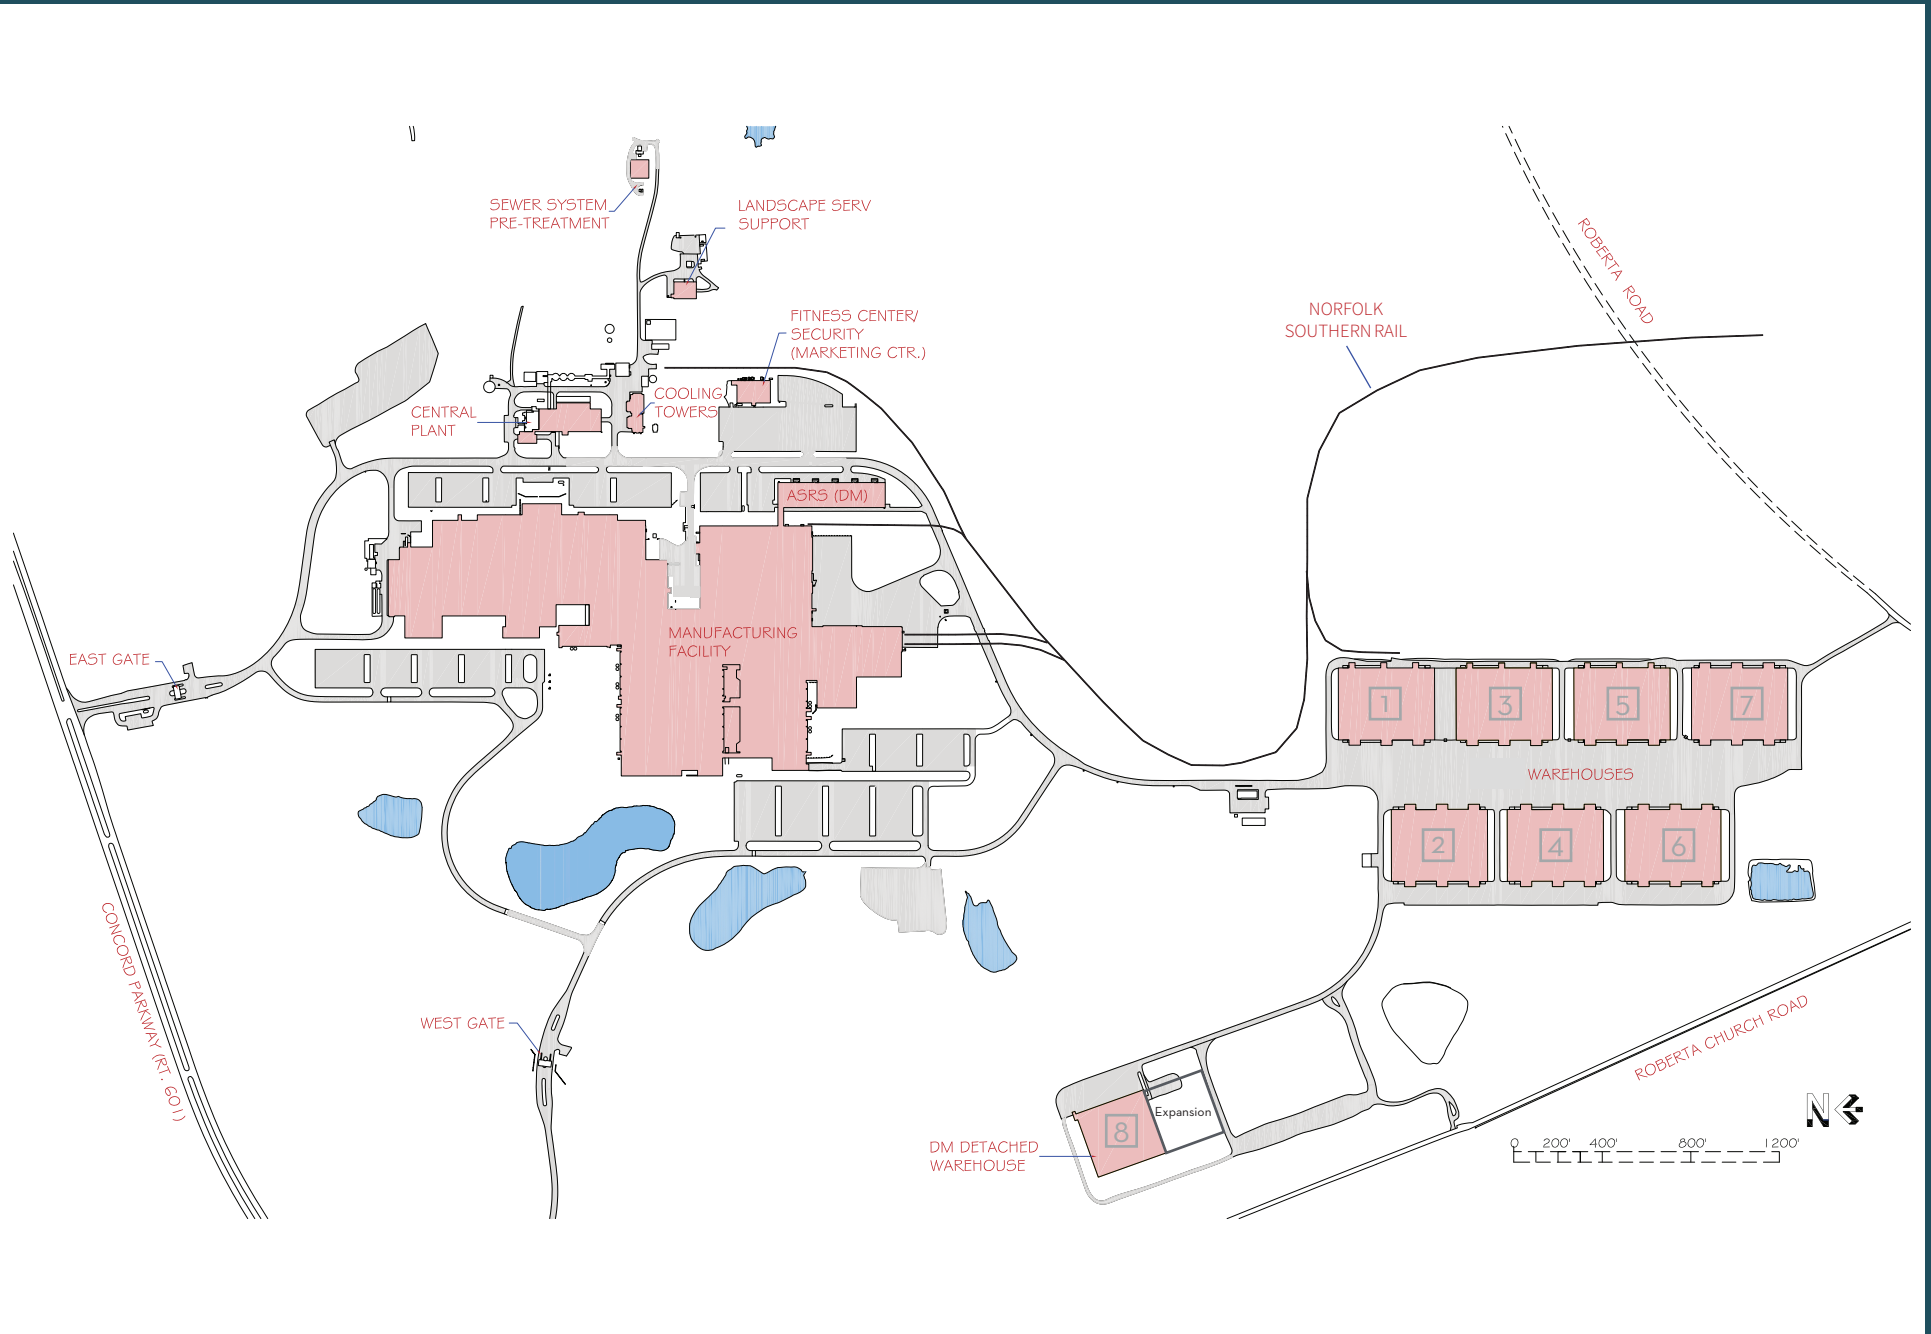 SEWER SYSTEM
PRE-TREATMENT
LANDSCAPE SERV
SUPPORT
ROBERTA ROAD
FITNESS CENTER/
SECURITY
(MARKETING CTR.)
NORFOLK
SOUTHERN RAIL
COOLING
TOWERS
CENTRAL
PLANT
ASRS (DM)
MANUFACTURING
FACILITY
EAST GATE
1
3
5
7
WAREHOUSES
2
4
6
CONCORD PARKWAY (RT. 601)
WEST GATE
ROBERTA CHURCH ROAD
Expansion
8
DM DETACHED
WAREHOUSE
N
0 200' 400' 800' 1200'